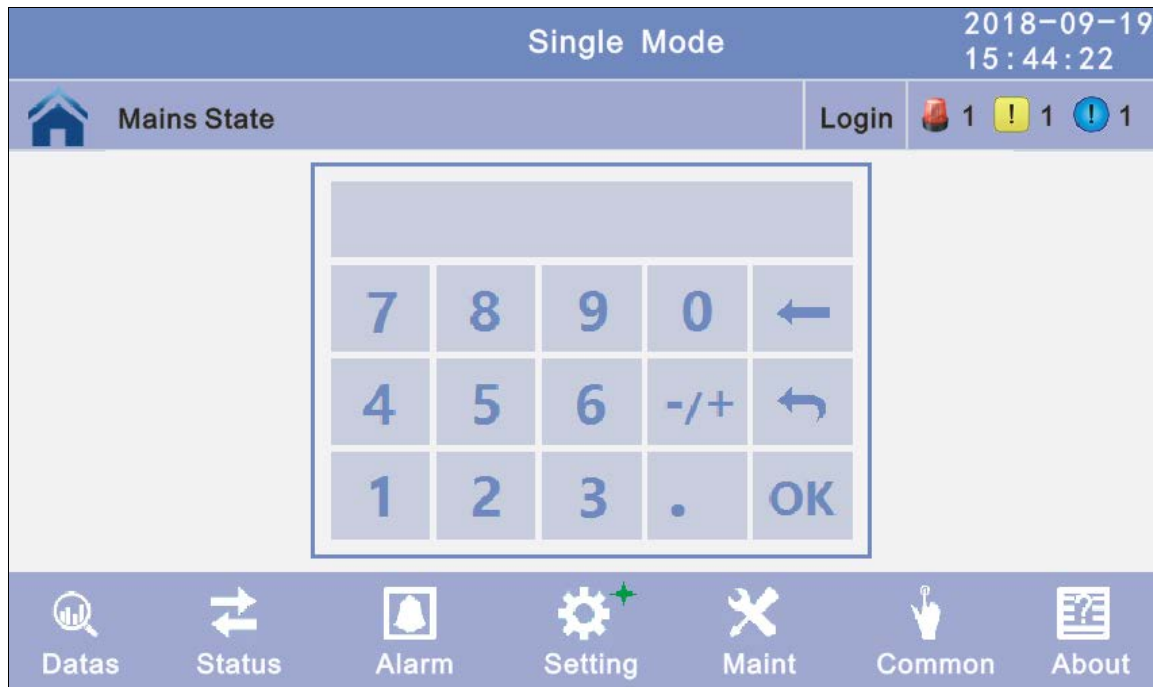 Single Mode
2018-09-19
15:44:22
Mains State
Login
1
! 1
! 1
7 8 9 0
4 5 6 -/+
1 2 3 . OK
Datas Status Alarm Setting Maint Common About